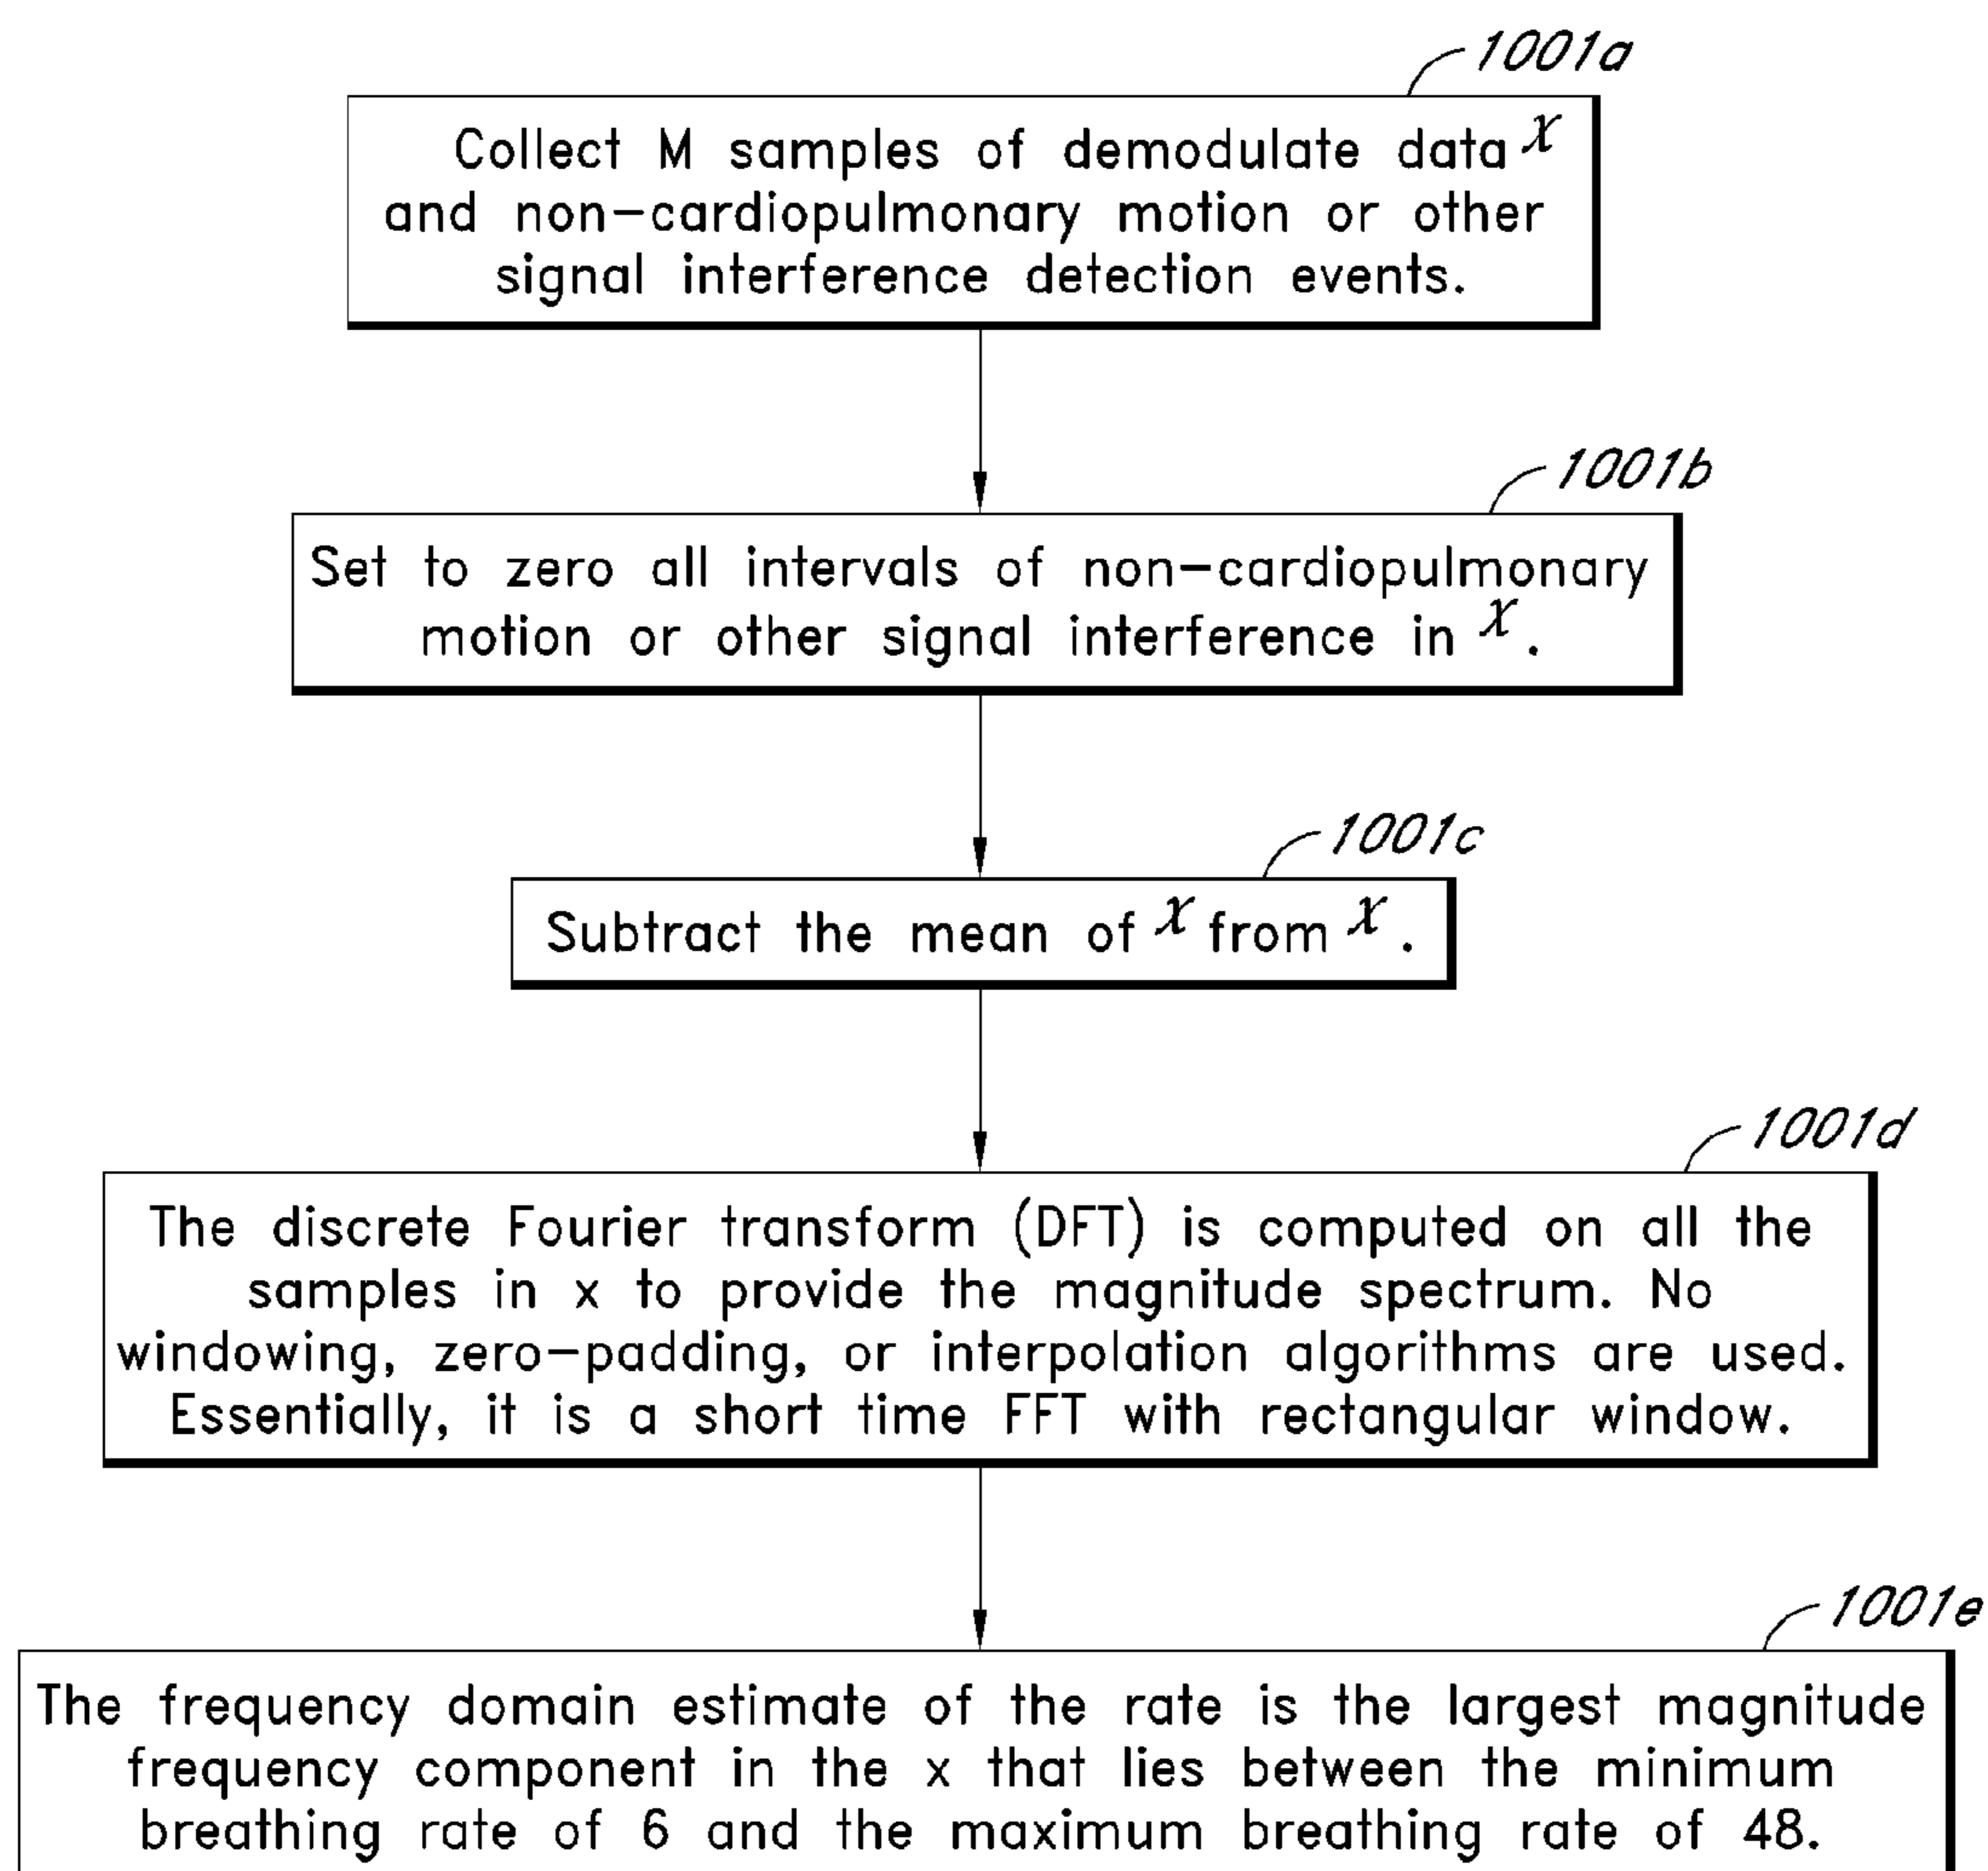 1001a
Collect M samples of demodulate data x
and non-cardiopulmonary motion or other
signal interference detection events.
1001b
Set to zero all intervals of non-cardiopulmonary
motion or other signal interference in x.
1001c
Subtract the mean of x from x.
1001d
The discrete Fourier transform (DFT) is computed on all the
samples in x to provide the magnitude spectrum. No
windowing, zero-padding, or interpolation algorithms are used.
Essentially, it is a short time FFT with rectangular window.
1001e
The frequency domain estimate of the rate is the largest magnitude
frequency component in the x that lies between the minimum
breathing rate of 6 and the maximum breathing rate of 48.